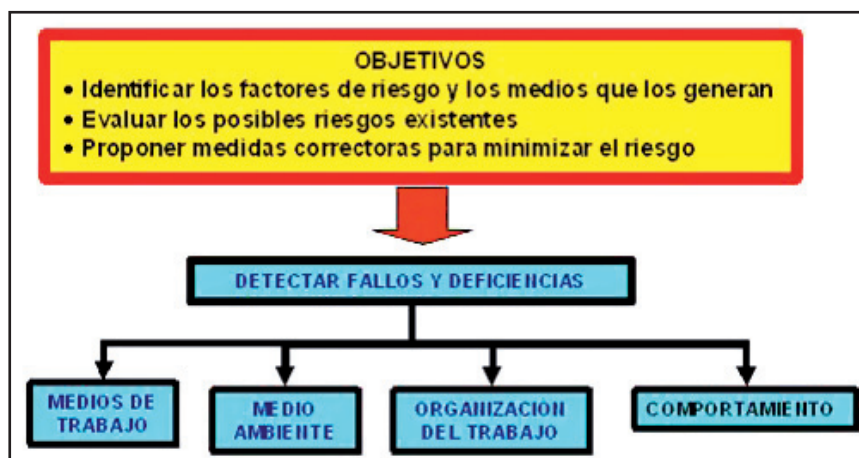 OBJETIVOS
• Identificar los factores de riesgo y los medios que los generan
• Evaluar los posibles riesgos existentes
• Proponer medidas correctoras para minimizar el riesgo
DETECTAR FALLOS Y DEFICIENCIAS
MEDIOS DE
TRABAJO
MEDIO
AMBIENTE
ORGANIZACIÓN
DEL TRABAJO
COMPORTAMIENTO